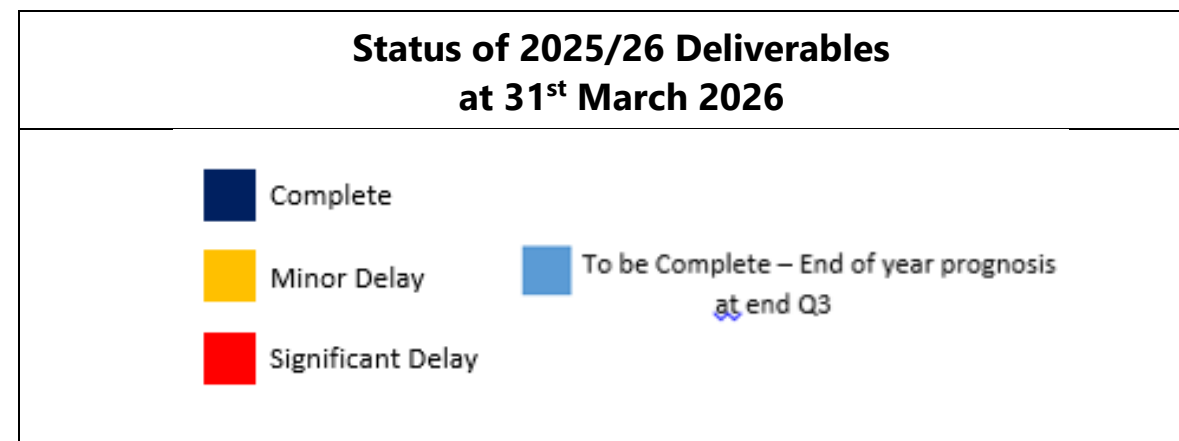 Status of 2025/26 Deliverables
at 31st March 2026
Complete
Minor Delay
Significant Delay
To be Complete – End of year prognosis
at end Q3